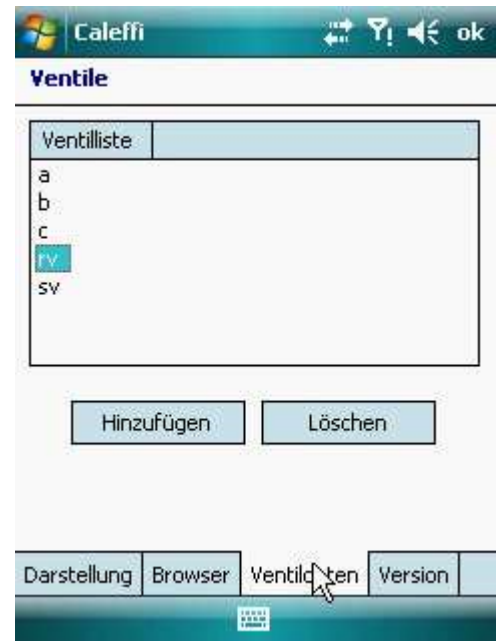 Caleffi ok
Ventile
Ventilliste
a
b
c
rv
sv
Hinzufügen Löschen
Darstellung Browser Version